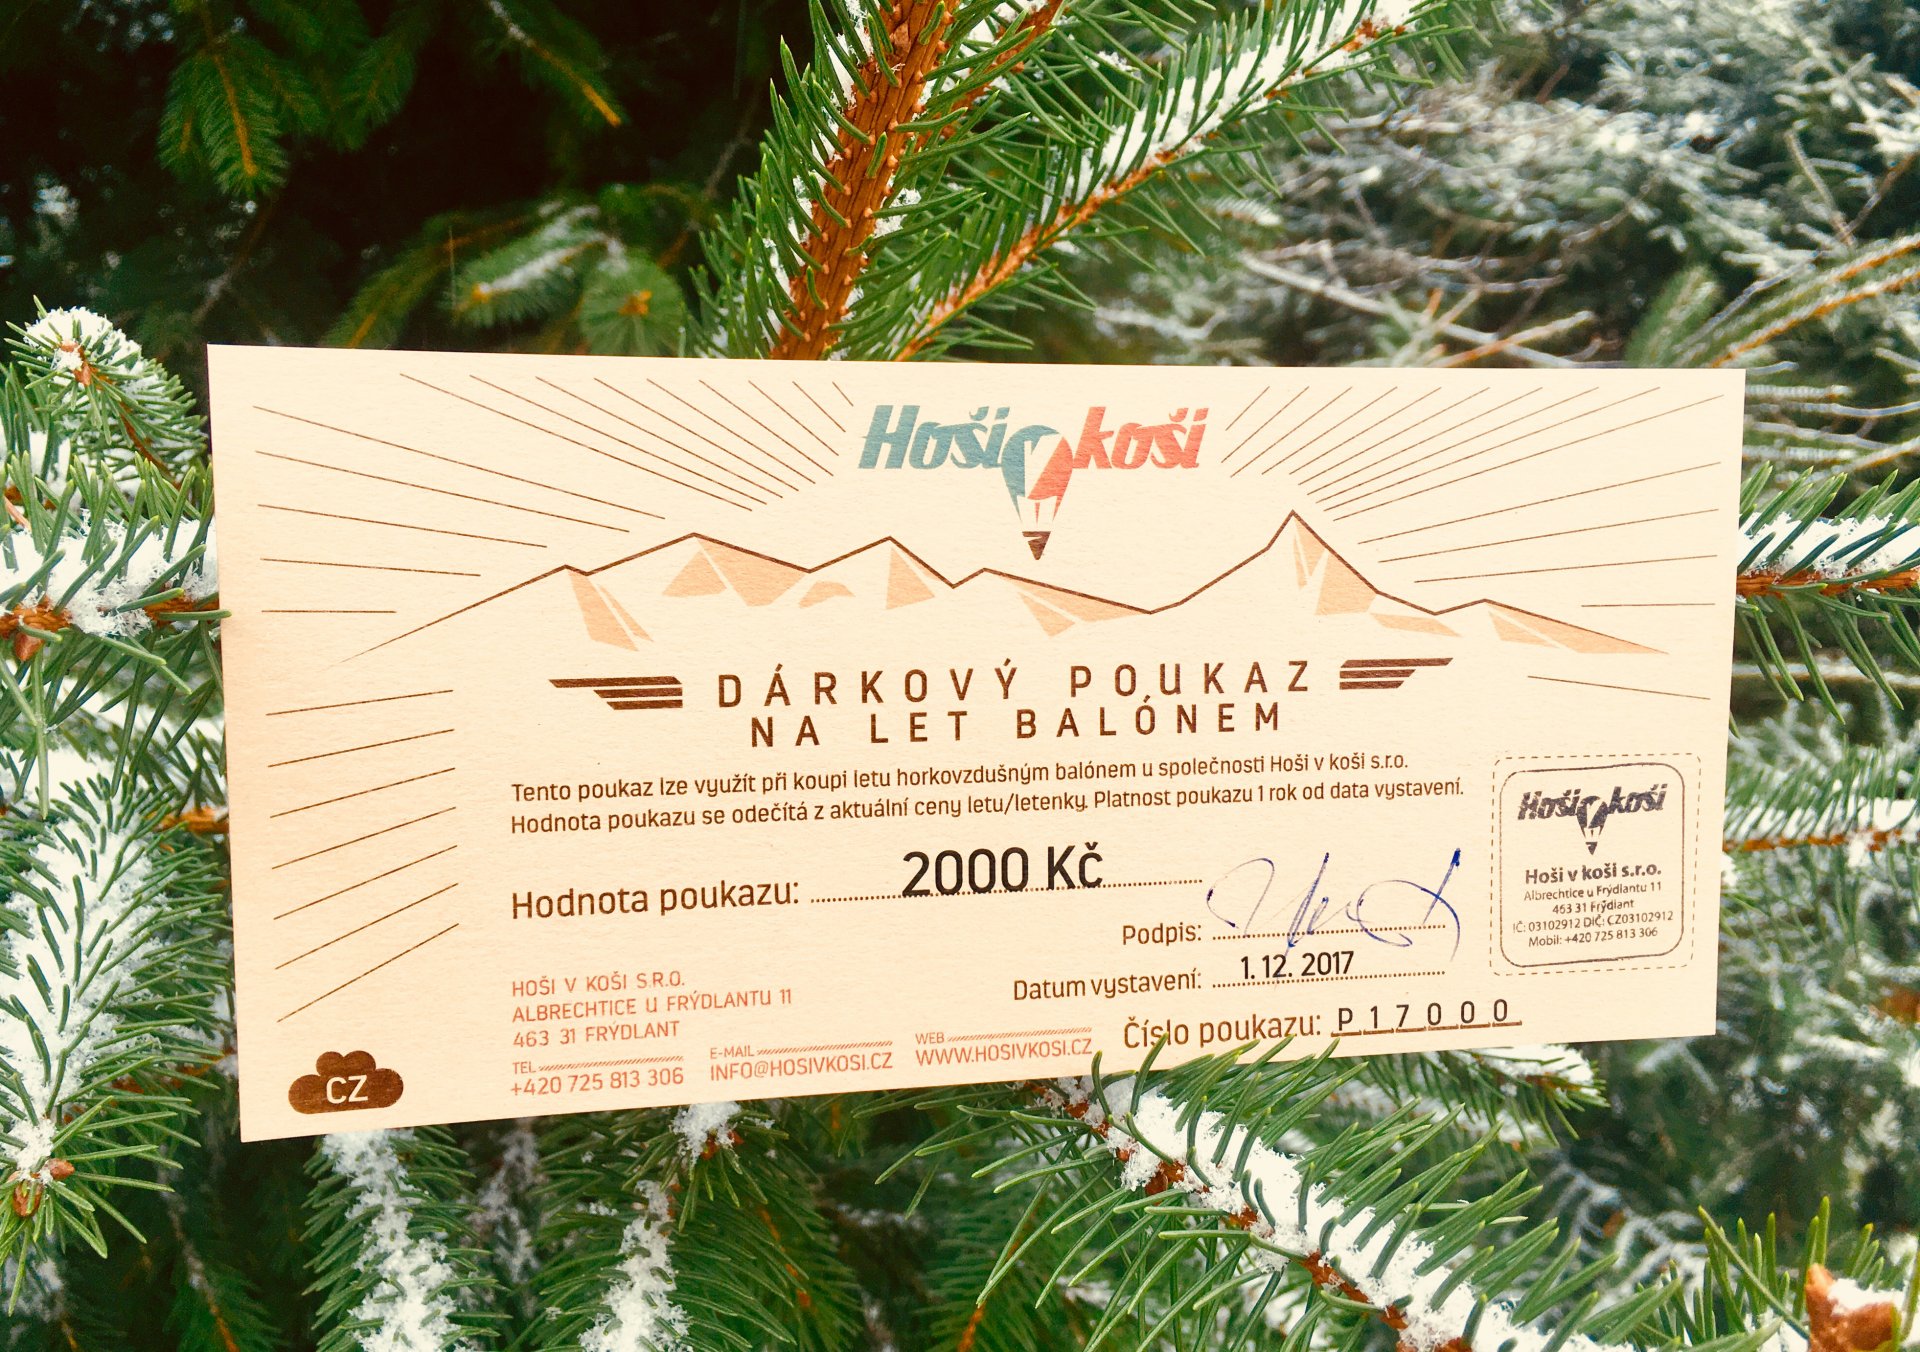 Hoši v koši
DÁRKOVÝ POUKAZ
NA LET BALÓNEM
Tento poukaz lze využít při koupi letu horkovzdušným balónem u společnosti Hoši v koši s.r.o.
Hodnota poukazu se odečítá z aktuální ceny letu/letenky. Platnost poukazu 1 rok od data vystavení.
Hodnota poukazu: 2000 Kč
Podpis:
Datum vystavení: 1. 12. 2017
Číslo poukazu: P17000
Hoši v koši
Hoši v koši s.r.o.
Albrechtice u Frýdlantu 11
463 31 Frýdlant
IČ: 03102912 DIČ: CZ03102912
Mobil: +420 725 813 306
HOŠI V KOŠI S.R.O.
ALBRECHTICE U FRÝDLANTU 11
463 31 FRÝDLANT
TEL
+420 725 813 306
E-MAIL
INFO@HOSIVKOSI.CZ
WEB
WWW.HOSIVKOSI.CZ
CZ